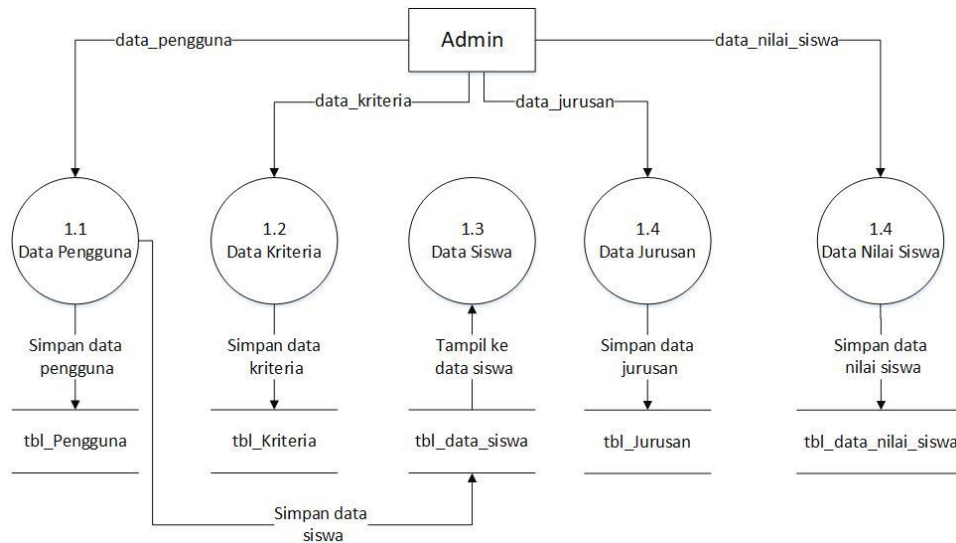 Admin
data_pengguna
data_nilai_siswa
data_kriteria
data_jurusan
1.1
Data Pengguna
1.2
Data Kriteria
1.3
Data Siswa
1.4
Data Jurusan
1.4
Data Nilai Siswa
Simpan data
pengguna
Simpan data
kriteria
Tampil ke
data siswa
Simpan data
jurusan
Simpan data
nilai siswa
tbl_Pengguna
tbl_Kriteria
tbl_data_siswa
tbl_Jurusan
tbl_data_nilai_siswa
Simpan data
siswa